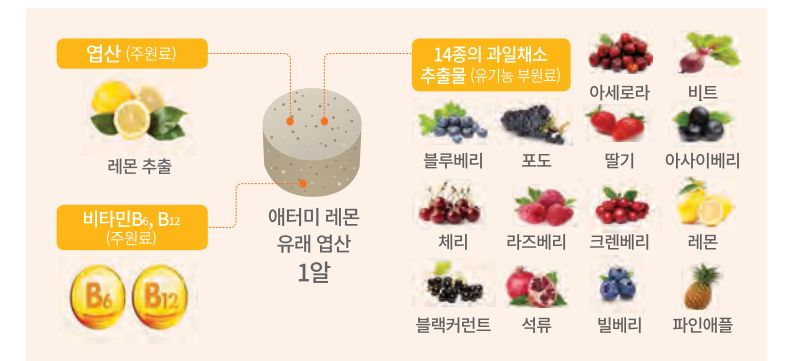 엽산 (주원료)
레몬 추출
비타민B6, B12
(주원료)
B6
B12
애터미 레몬
유래 엽산
1알
14종의 과일채소
추출물 (유기농 부원료)
아세로라
비트
블루베리
포도
딸기
아사이베리
체리
라즈베리
크렌베리
레몬
블랙커런트
석류
빌베리
파인애플